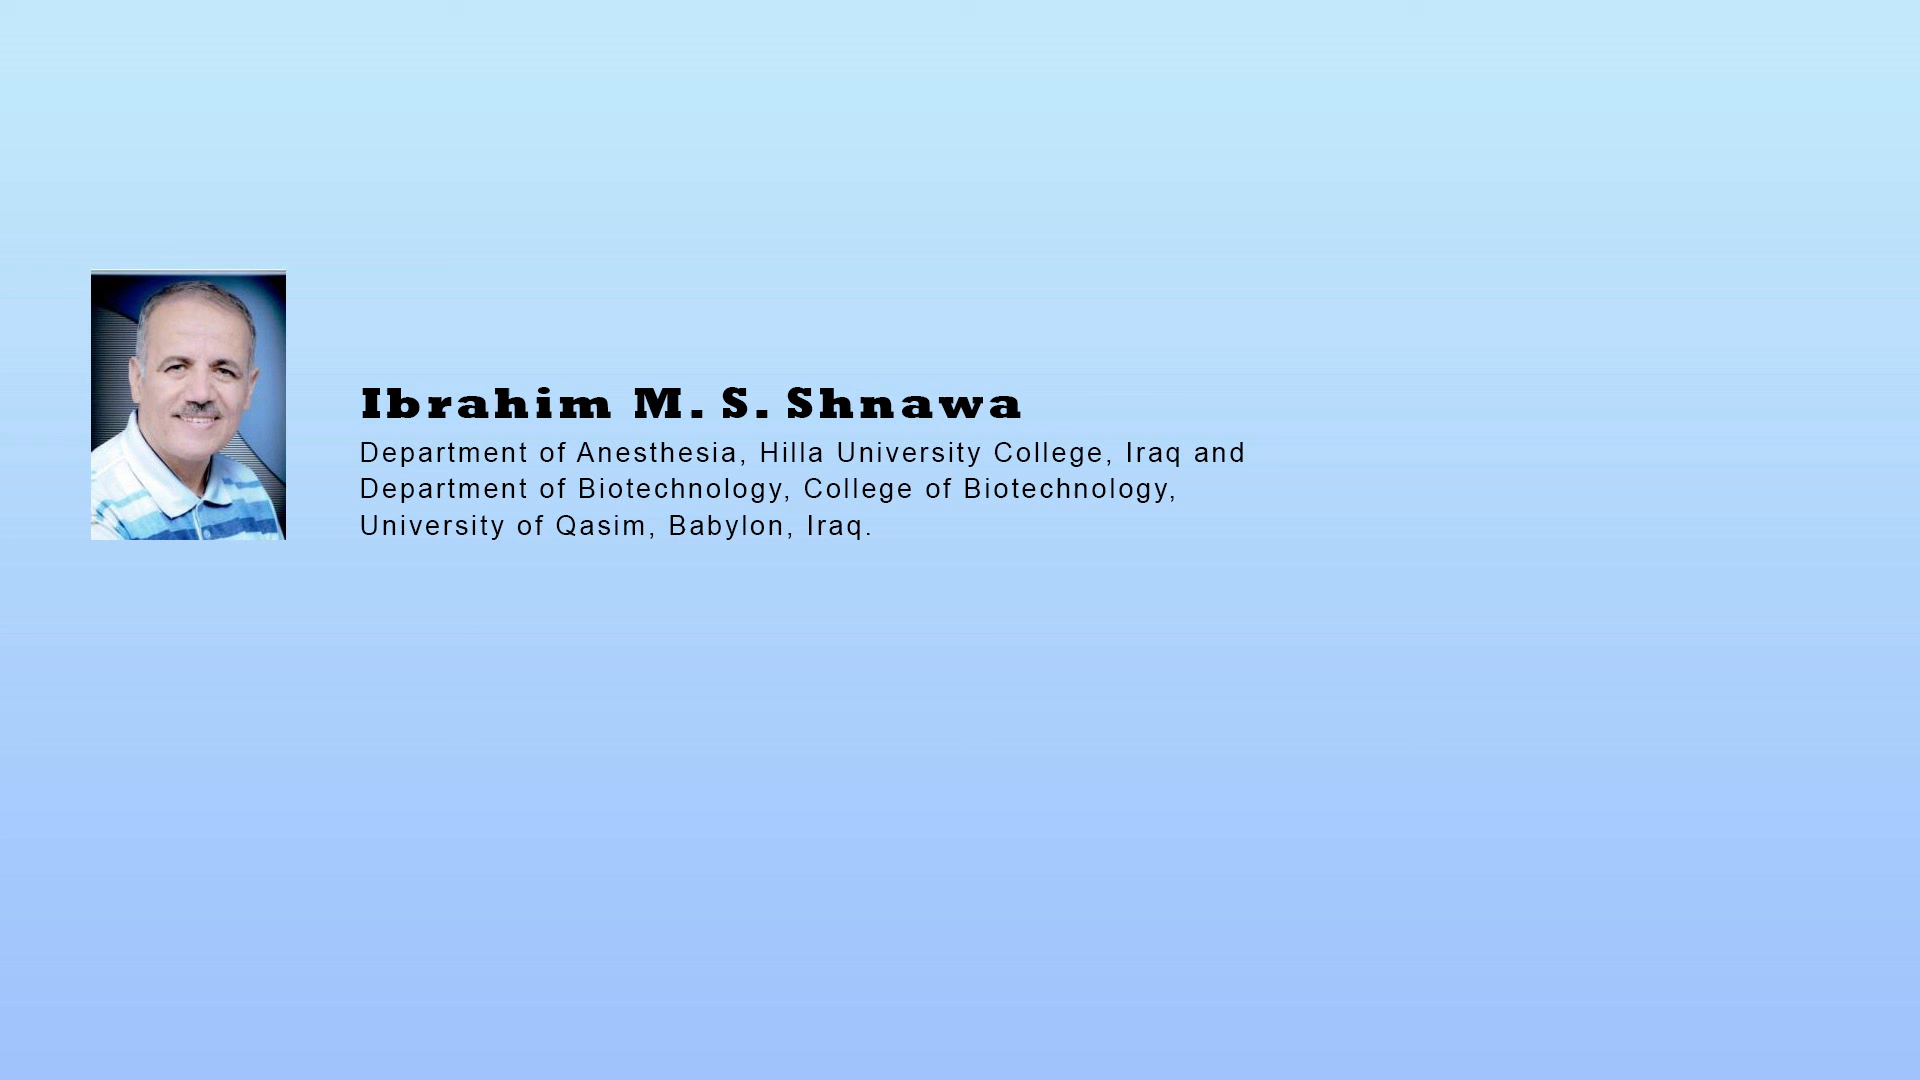 Ibrahim M. S. Shnawa
Department of Anesthesia, Hilla University College, Iraq and
Department of Biotechnology, College of Biotechnology,
University of Qasim, Babylon, Iraq.